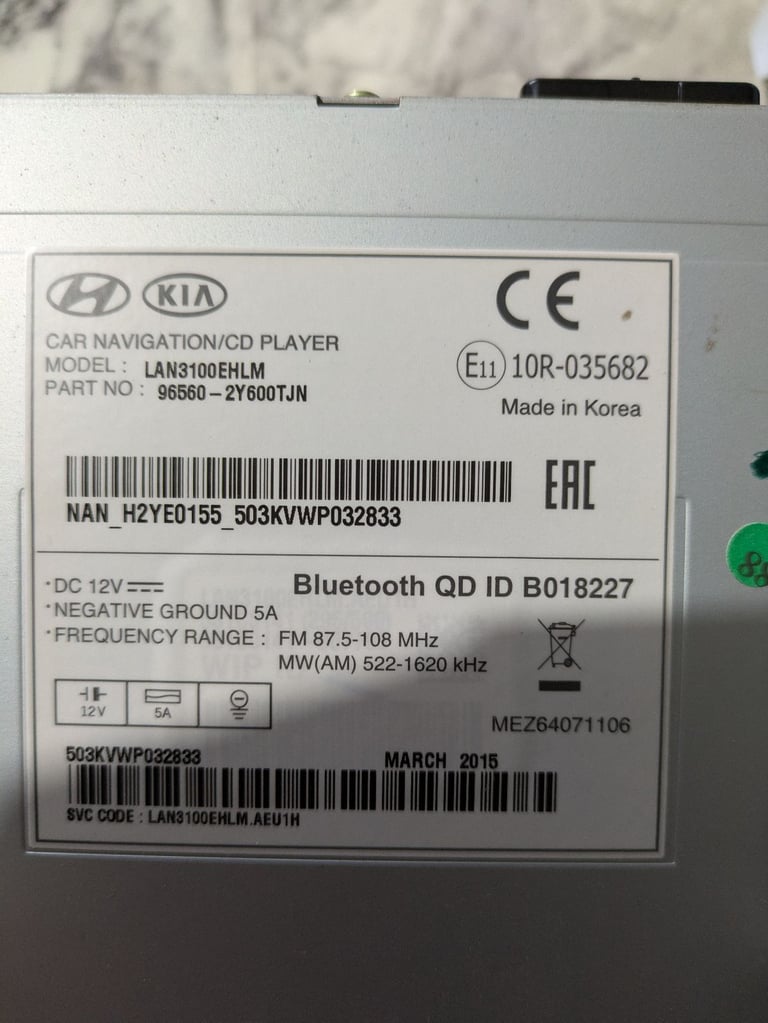 KIA
CE
CAR NAVIGATION/CD PLAYER
MODEL : LAN3100EHLM
PART NO : 96560-2Y600TJN
E11 10R-035682
Made in Korea
EAC
NAN_H2YE0155_503KVWP032833
·DC 12V
Bluetooth QD ID B018227
·NEGATIVE GROUND 5A
·FREQUENCY RANGE : FM 87.5-108 MHz
MW(AM) 522-1620 kHz
12V
5A
MEZ64071106
503KVWP032833
MARCH 2015
SVC CODE : LAN3100EHLM.AEU1H